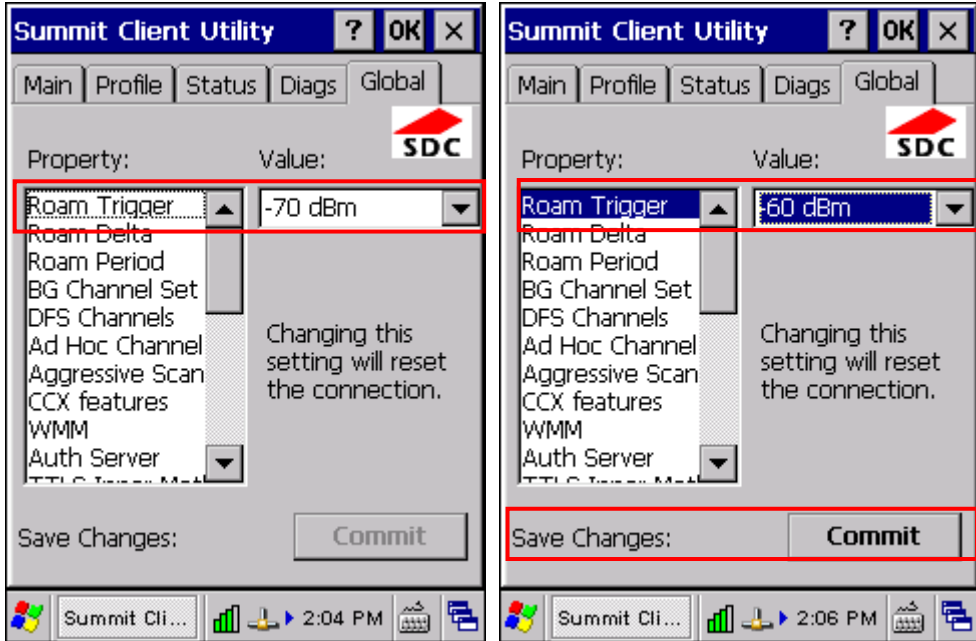 Summit Client Utility ? OK ×
Main Profile Status Diags Global
SDC
Property: Value:
Roam Trigger -70 dBm
Roam Delta
Roam Period
BG Channel Set
DFS Channels
Ad Hoc Channel
Aggressive Scan
CCX features
WMM
Auth Server
Changing this
setting will reset
the connection.
Save Changes: Commit
Summit Cli... 2:04 PM
Summit Client Utility ? OK ×
Main Profile Status Diags Global
SDC
Property: Value:
Roam Trigger -60 dBm
Roam Delta
Roam Period
BG Channel Set
DFS Channels
Ad Hoc Channel
Aggressive Scan
CCX features
WMM
Auth Server
Changing this
setting will reset
the connection.
Save Changes: Commit
Summit Cli... 2:06 PM